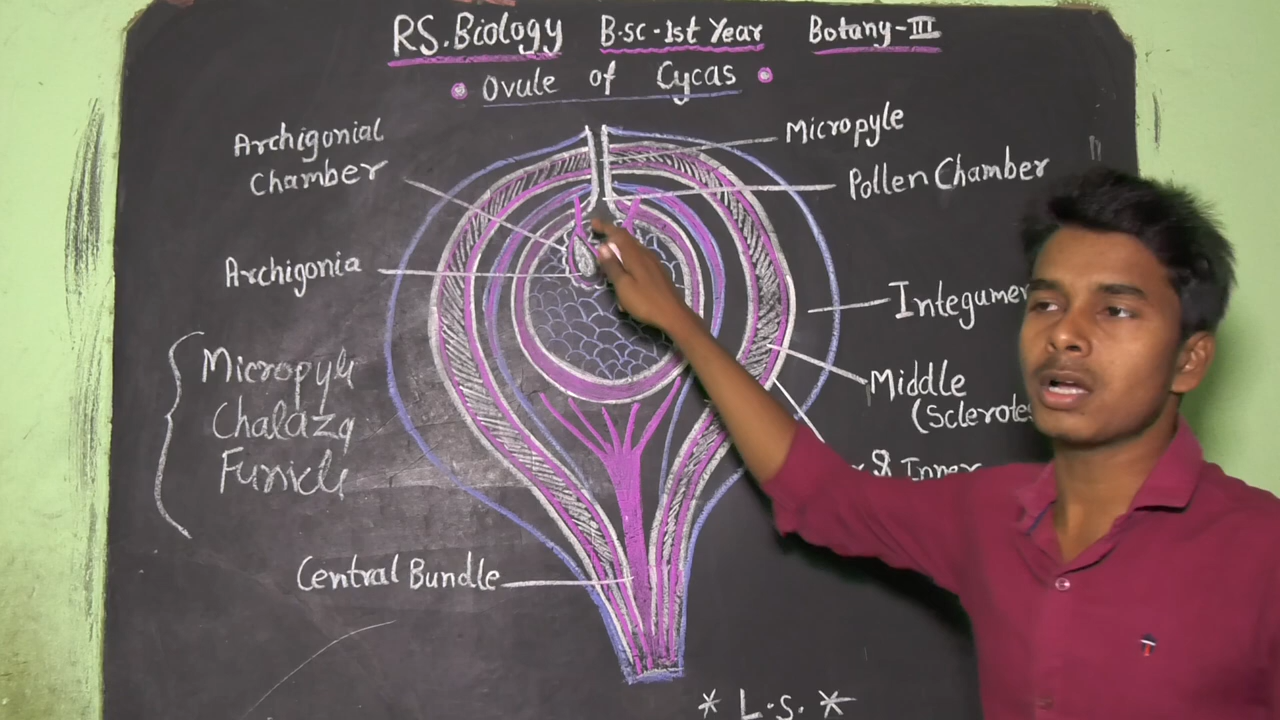 RS.Biology B.sc-1st Year Botany-III
Ovule of Cycas
Archigonial
Chamber
Micropyle
Pollen Chamber
Archigonia
Integumen
Micropyle
Chalaza
Funicle
Middle
(Sclerotes
& Inner
Central Bundle
* L.S. *